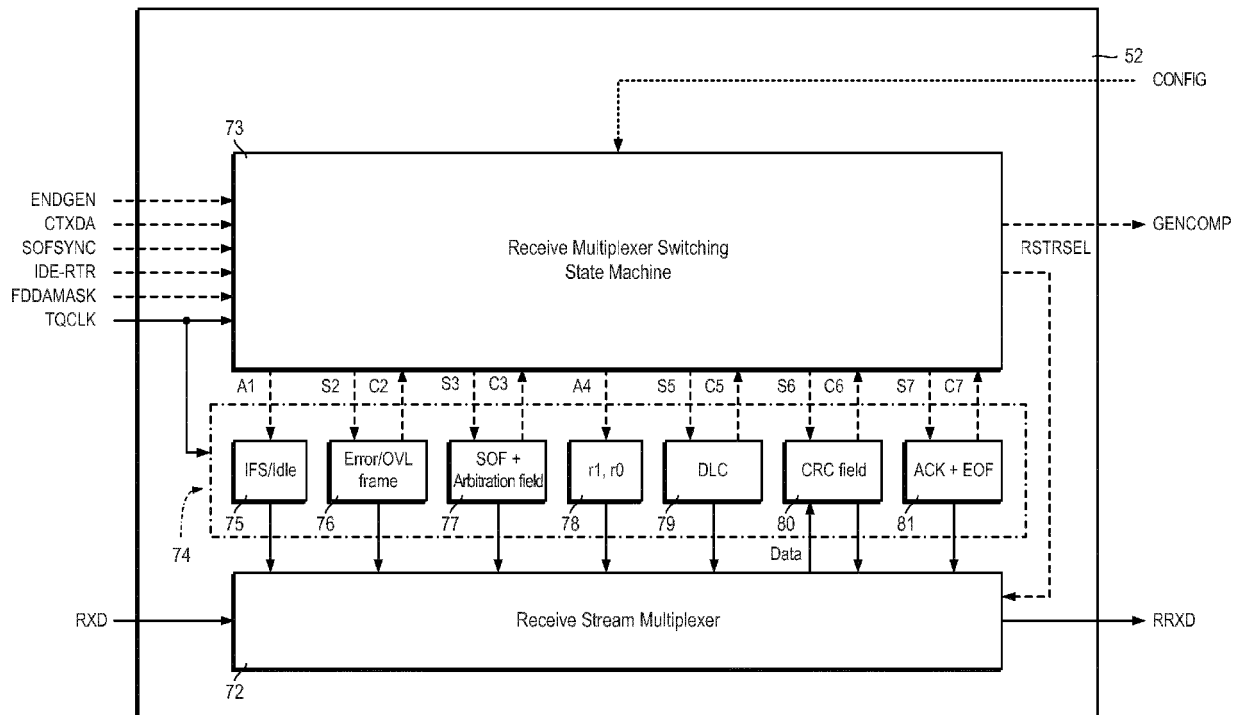 52
CONFIG
73
ENDGEN
CTXDA
SOFSYNC
IDE-RTR
FDDAMASK
TQCLK
Receive Multiplexer Switching
State Machine
GENCOMP
RSTRSEL
A1
S2
C2
S3
C3
A4
S5
C5
S6
C6
S7
C7
IFS/Idle
Error/OVL
frame
SOF +
Arbitration field
r1, r0
DLC
CRC field
ACK + EOF
74
75
76
77
78
79
80
81
Data
RXD
Receive Stream Multiplexer
RRXD
72